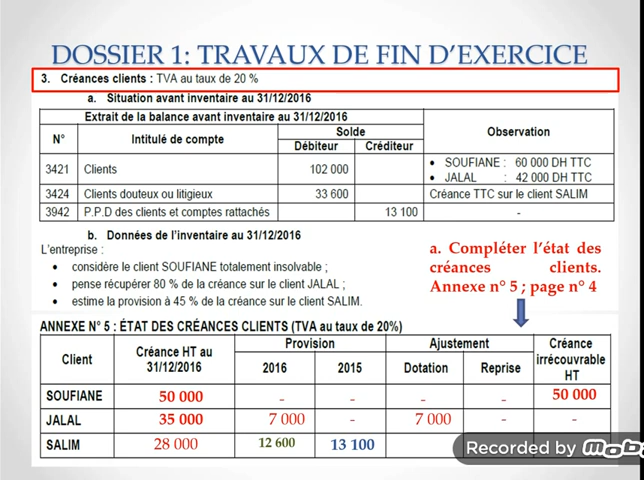 DOSSIER 1: TRAVAUX DE FIN D'EXERCICE
3. Créances clients : TVA au taux de 20 %
a. Situation avant inventaire au 31/12/2016
Extrait de la balance avant inventaire au 31/12/2016
N° Intitulé de compte Solde Observation
Débiteur Créditeur
3421 Clients 102 000 • SOUFIANE : 60 000 DH TTC
• JALAL : 42 000 DH TTC
3424 Clients douteux ou litigieux 33 600 Créance TTC sur le client SALIM
3942 P.P.D des clients et comptes rattachés 13 100 -
b. Données de l'inventaire au 31/12/2016
L'entreprise :
• considère le client SOUFIANE totalement insolvable ;
• pense récupérer 80 % de la créance sur le client JALAL ;
• estime la provision à 45 % de la créance sur le client SALIM.
a. Compléter l'état des
créances clients.
Annexe n° 5 ; page n° 4
ANNEXE N° 5 : ÉTAT DES CRÉANCES CLIENTS (TVA au taux de 20%)
Client Créance HT au 31/12/2016 Provision Ajustement Créance irrécouvrable HT
2016 2015 Dotation Reprise
SOUFIANE 50 000 - - - - 50 000
JALAL 35 000 7 000 - 7 000 - -
SALIM 28 000 12 600 13 100
Recorded by